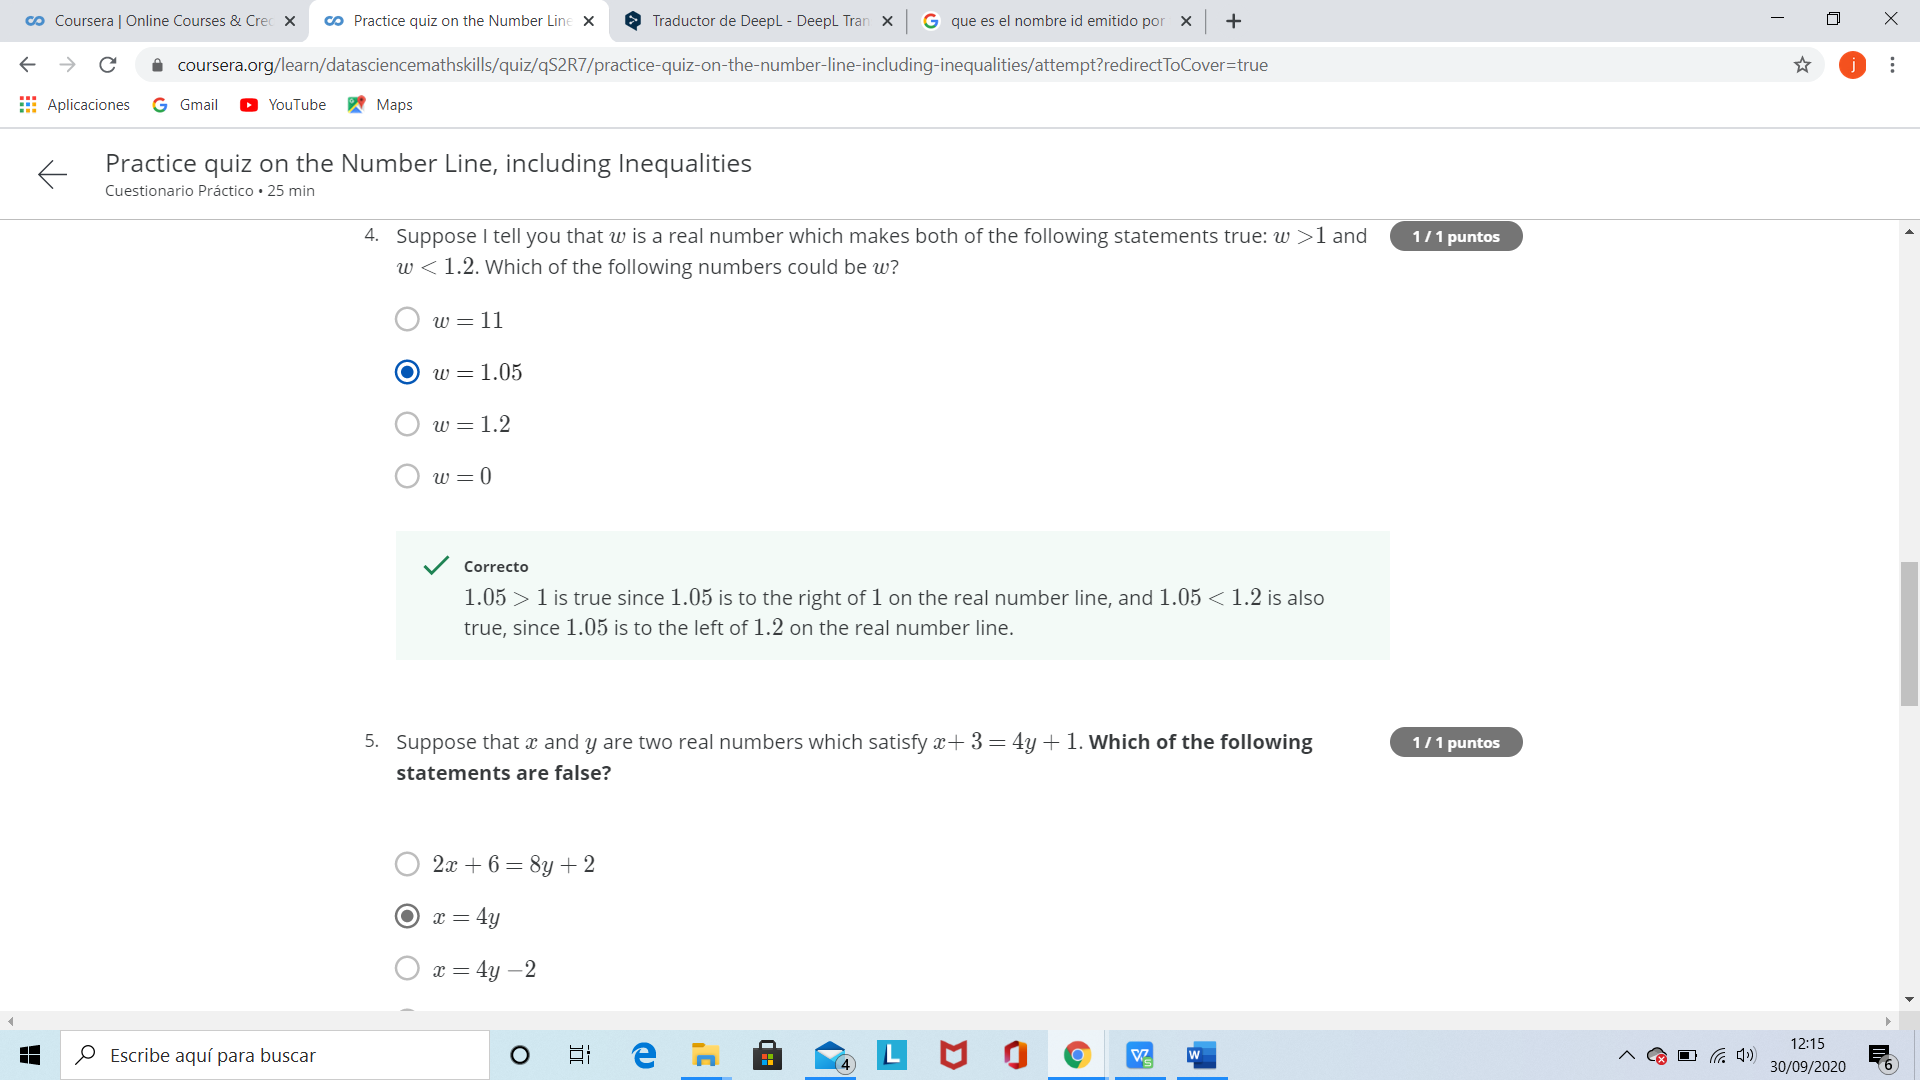 Coursera | Online Courses & Cre
Practice quiz on the Number Line
Traductor de DeepL - DeepL Tran
que es el nombre id emitido por
coursera.org/learn/datasciencemathskills/quiz/qS2R7/practice-quiz-on-the-number-line-including-inequalities/attempt?redirectToCover=true
j
Aplicaciones
Gmail
YouTube
Maps
Practice quiz on the Number Line, including Inequalities
Cuestionario Práctico • 25 min
4. Suppose I tell you that w is a real number which makes both of the following statements true: w >1 and
w < 1.2. Which of the following numbers could be w?
1 / 1 puntos
w = 11
w = 1.05
w = 1.2
w = 0
Correcto
1.05 > 1 is true since 1.05 is to the right of 1 on the real number line, and 1.05 < 1.2 is also
true, since 1.05 is to the left of 1.2 on the real number line.
5. Suppose that x and y are two real numbers which satisfy x+ 3 = 4y + 1. Which of the following
statements are false?
1 / 1 puntos
2x + 6 = 8y + 2
x = 4y
x = 4y −2
Escribe aquí para buscar
4
L
W
12:15
30/09/2020
6